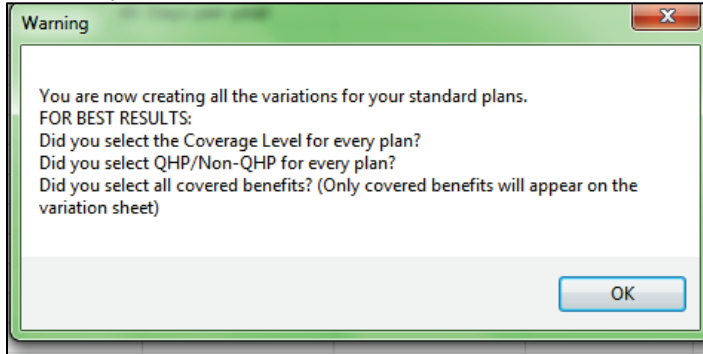 Warning
You are now creating all the variations for your standard plans.
FOR BEST RESULTS:
Did you select the Coverage Level for every plan?
Did you select QHP/Non-QHP for every plan?
Did you select all covered benefits? (Only covered benefits will appear on the
variation sheet)
OK